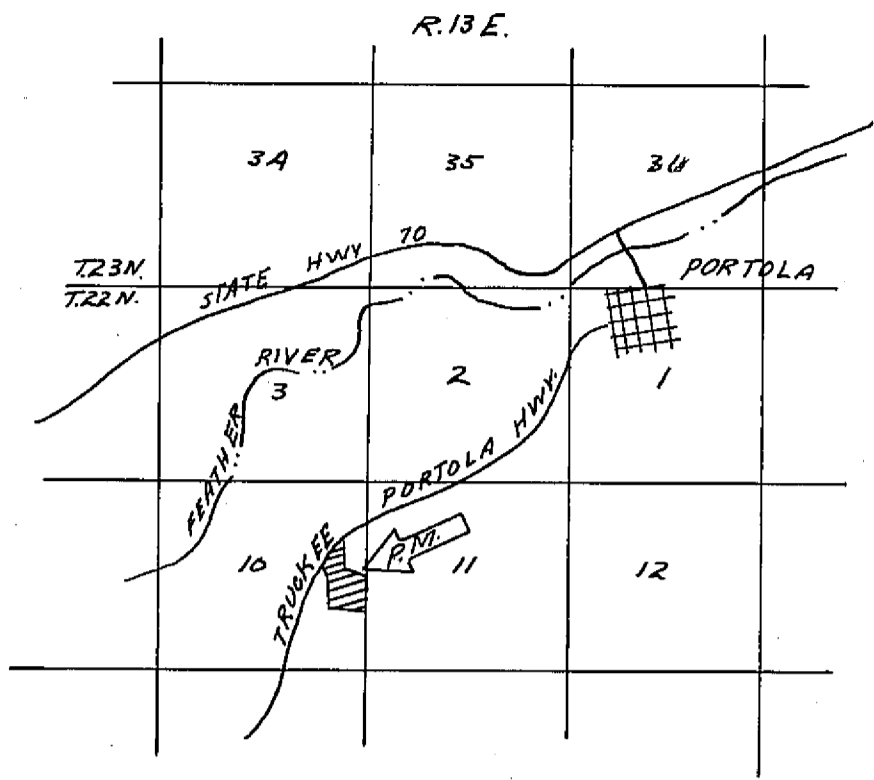 R.13 E.
34
35
36
STATE HWY 70
T.23N.
T.22N.
PORTOLA
FEATHER RIVER
3
2
1
TRUCKEE PORTOLA HWY.
P.M.
10
11
12